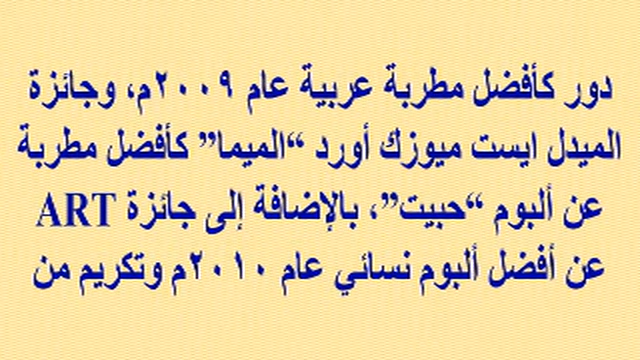 دور كأفضل مطربة عربية عام ٢٠٠٩م، وجائزة
الميدل ايست ميوزك أورد “الميما” كأفضل مطربة
عن ألبوم “حبيت”، بالإضافة إلى جائزة ART
عن أفضل ألبوم نسائي عام ٢٠١٠م وتكريم من